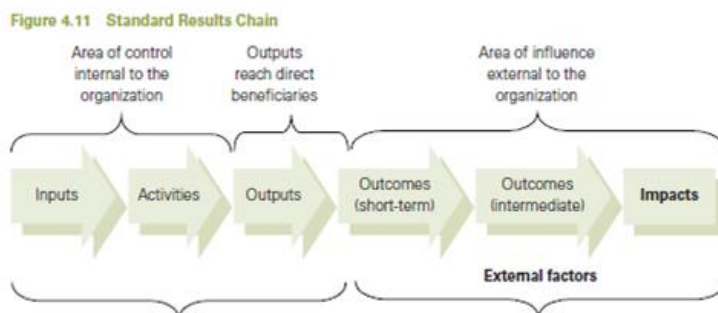 Figure 4.11 Standard Results Chain
Area of control
internal to the
organization
Outputs
reach direct
beneficiaries
Area of influence
external to the
organization
Inputs
Activities
Outputs
Outcomes
(short-term)
Outcomes
(intermediate)
Impacts
External factors